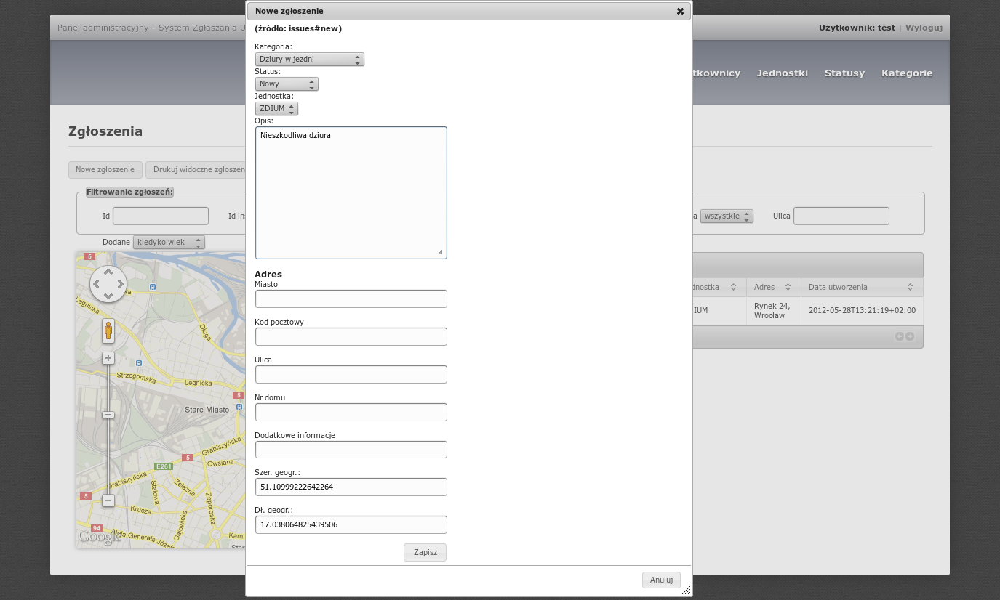 Nowe zgłoszenie
(źródło: issues#new)
Kategoria:
Dziury w jezdni
Status:
Nowy
Jednostka:
ZDIUM
Opis:
Nieszkodliwa dziura
Adres
Miasto
Kod pocztowy
Ulica
Nr domu
Dodatkowe informacje
Szer. geogr.:
51.10999222642264
Dł. geogr.:
17.038064825439506
Zapisz
Anuluj
Panel administracyjny - System Zgłaszania U
Użytkownik: test | Wyloguj
tkownicy Jednostki Statusy Kategorie
Zgłoszenia
Nowe zgłoszenie Drukuj widoczne zgłoszen
Filtrowanie zgłoszeń:
Id Id in
a wszystkie Ulica
Dodane kiedykolwiek
dnostka Adres Data utworzenia
IUM Rynek 24, 2012-05-28T13:21:19+02:00
Wrocław
5
Legnicka
Długa
Strzegomska
Legnicka
5
Stare Miasto
Grabiszyńska
5
E261
Owsiana
Grabiszyńska
Stalowa
Żelazna
Zaporoska
5
Krucza
Gajowicka
94
Aleja Generała Józef
Kami
Star
Google